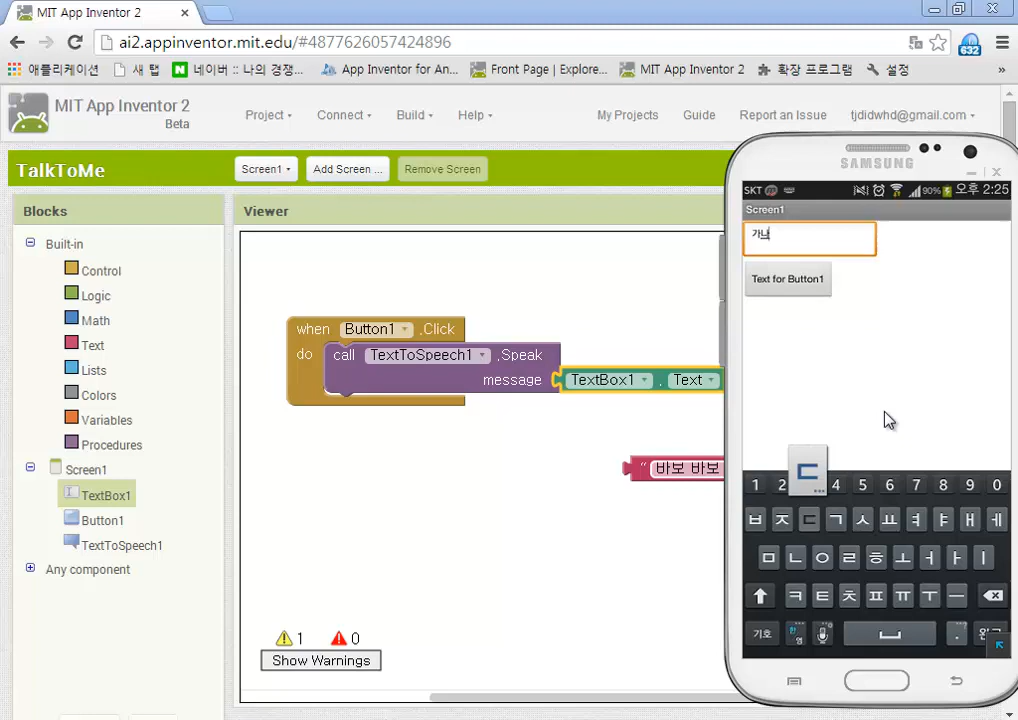 MIT App Inventor 2
ai2.appinventor.mit.edu/#4877626057424896
632
애플리케이션 새 탭 N 네이버 :: 나의 경쟁... App Inventor for An... Front Page | Explore... MIT App Inventor 2 확장 프로그램 설정 »
MIT App Inventor 2
Beta
Project Connect Build Help My Projects Guide Report an Issue tjdidwhd@gmail.com
TalkToMe Screen1 Add Screen ... Remove Screen
Blocks
Viewer
Built-in
Control
Logic
Math
Text
Lists
Colors
Variables
Procedures
Screen1
TextBox1
Button1
TextToSpeech1
Any component
when Button1 .Click
do call TextToSpeech1 .Speak
message TextBox1 . Text
“ 바보 바보
1 0
Show Warnings
SAMSUNG
SKT 90% 오후 2:25
Screen1
가나
Text for Button1
ㄷ
1 2 4 5 6 7 8 9 0
ㅂ ㅈ ㄷ ㄱ ㅅ ㅛ ㅕ ㅑ ㅐ ㅔ
ㅁ ㄴ ㅇ ㄹ ㅎ ㅗ ㅓ ㅏ ㅣ
ㅋ ㅌ ㅊ ㅍ ㅠ ㅜ ㅡ
기호 한 영 .